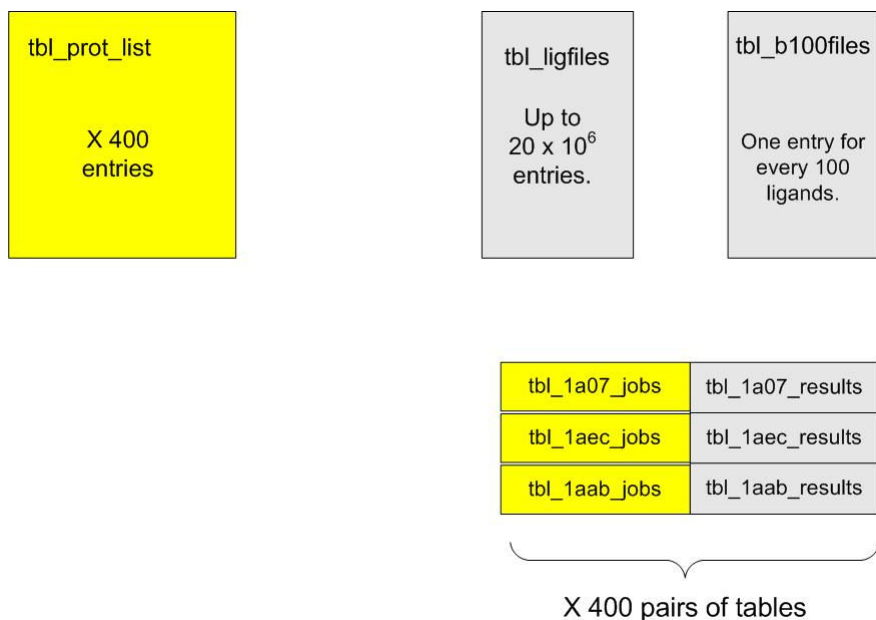 tbl_prot_list
X 400
entries
tbl_ligfiles
Up to
20 x 10⁶
entries.
tbl_b100files
One entry for
every 100
ligands.
tbl_1a07_jobs
tbl_1a07_results
tbl_1aec_jobs
tbl_1aec_results
tbl_1aab_jobs
tbl_1aab_results
X 400 pairs of tables